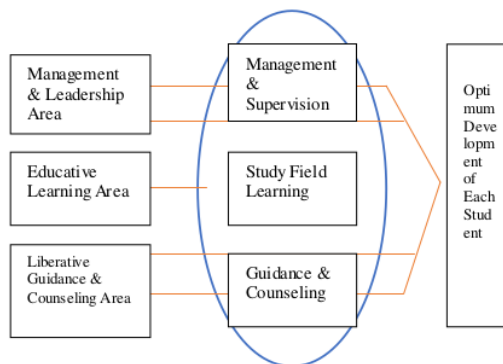 Management
& Leadership
Area
Management
&
Supervision
Educative
Learning Area
Study Field
Learning
Liberative
Guidance &
Counseling Area
Guidance &
Counseling
Opti
mum
Deve
lopm
ent
of
Each
Stud
ent